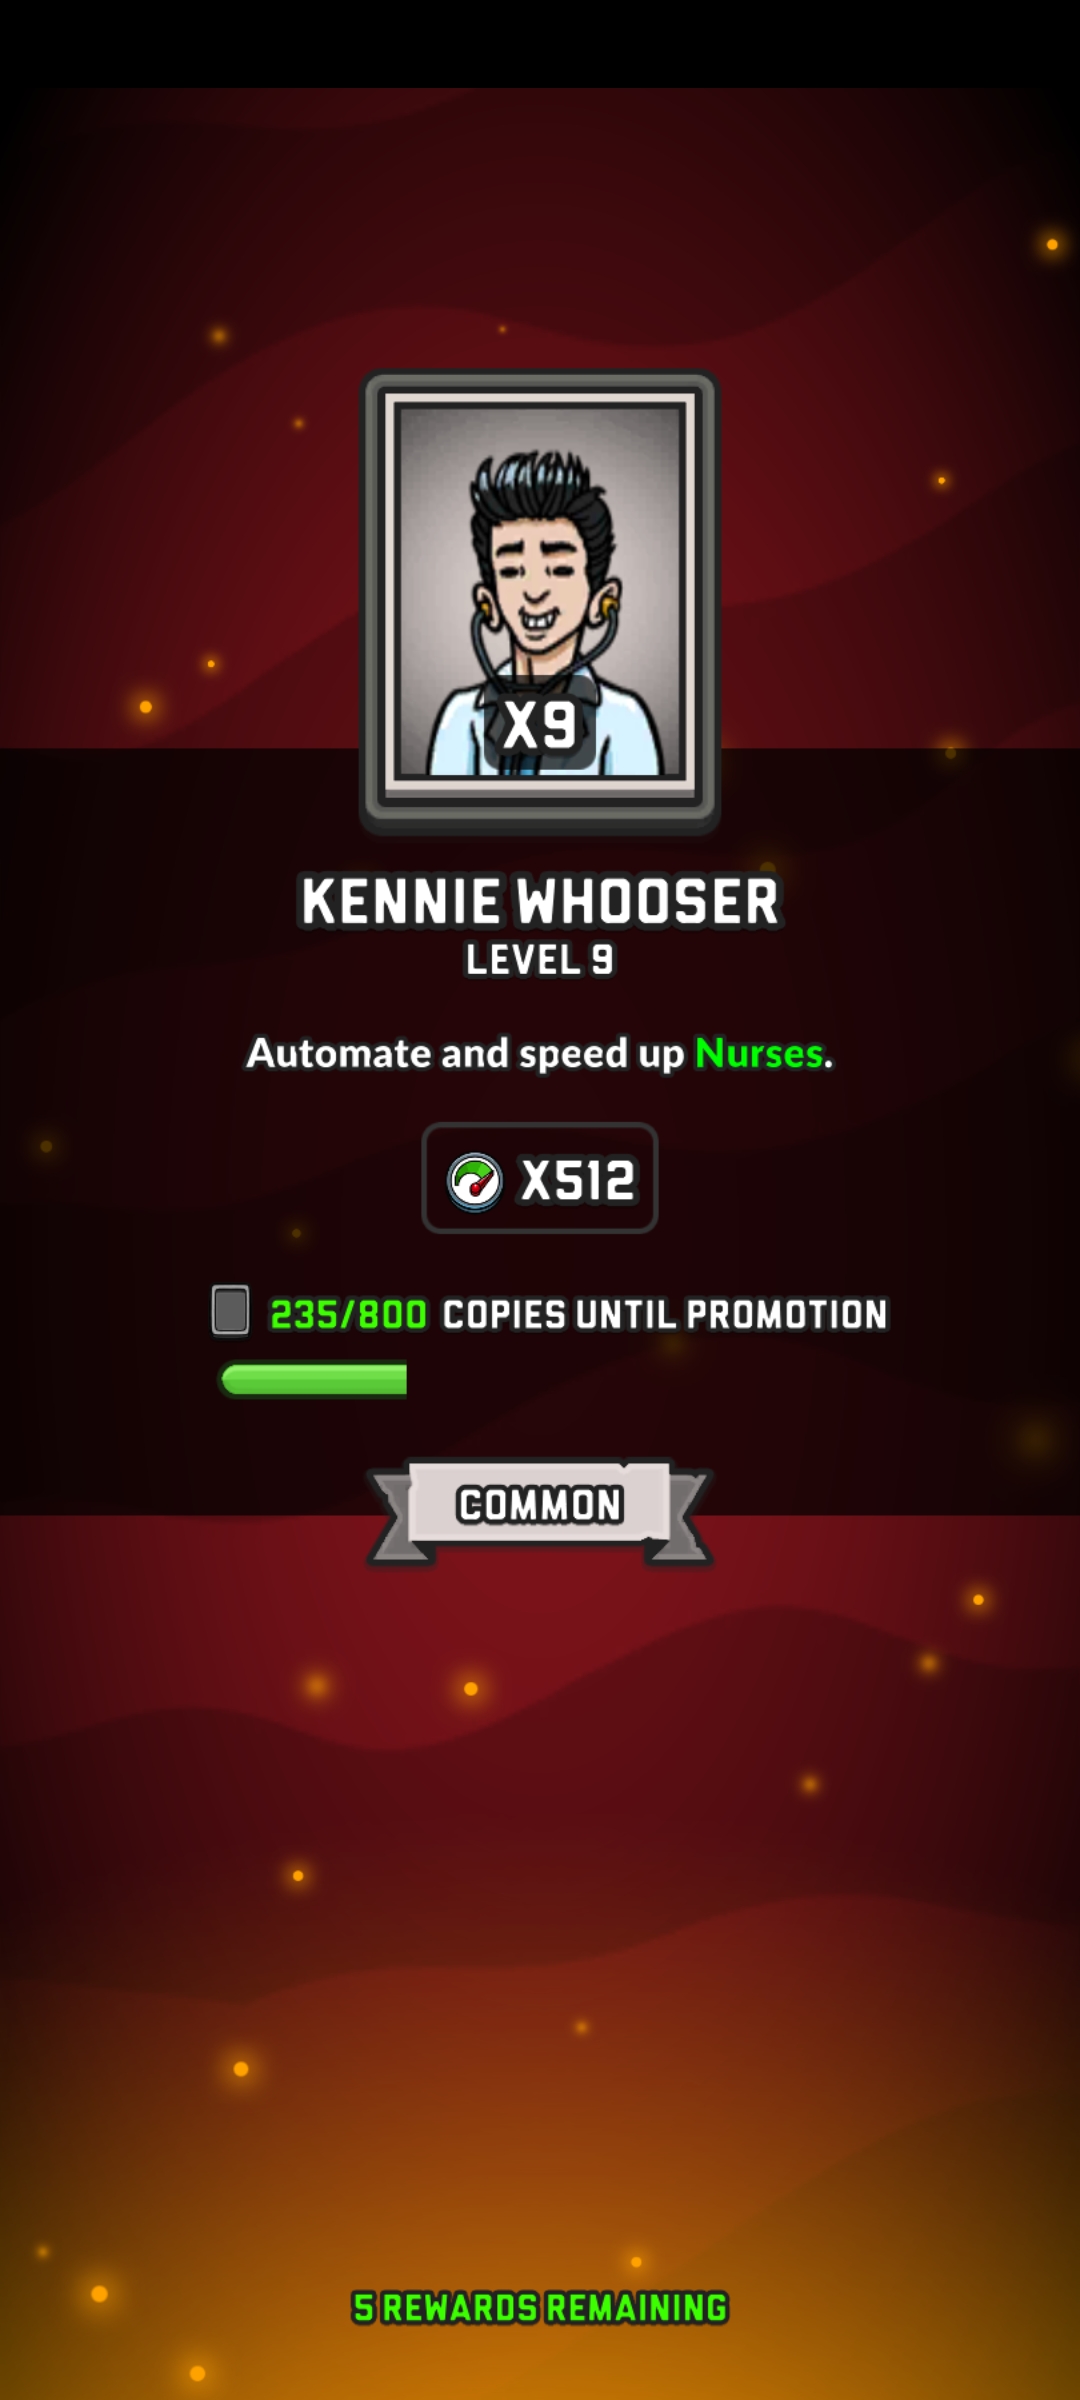 X9
KENNIE WHOOSER
LEVEL 9
Automate and speed up Nurses.
X512
235/800 COPIES UNTIL PROMOTION
COMMON
5 REWARDS REMAINING